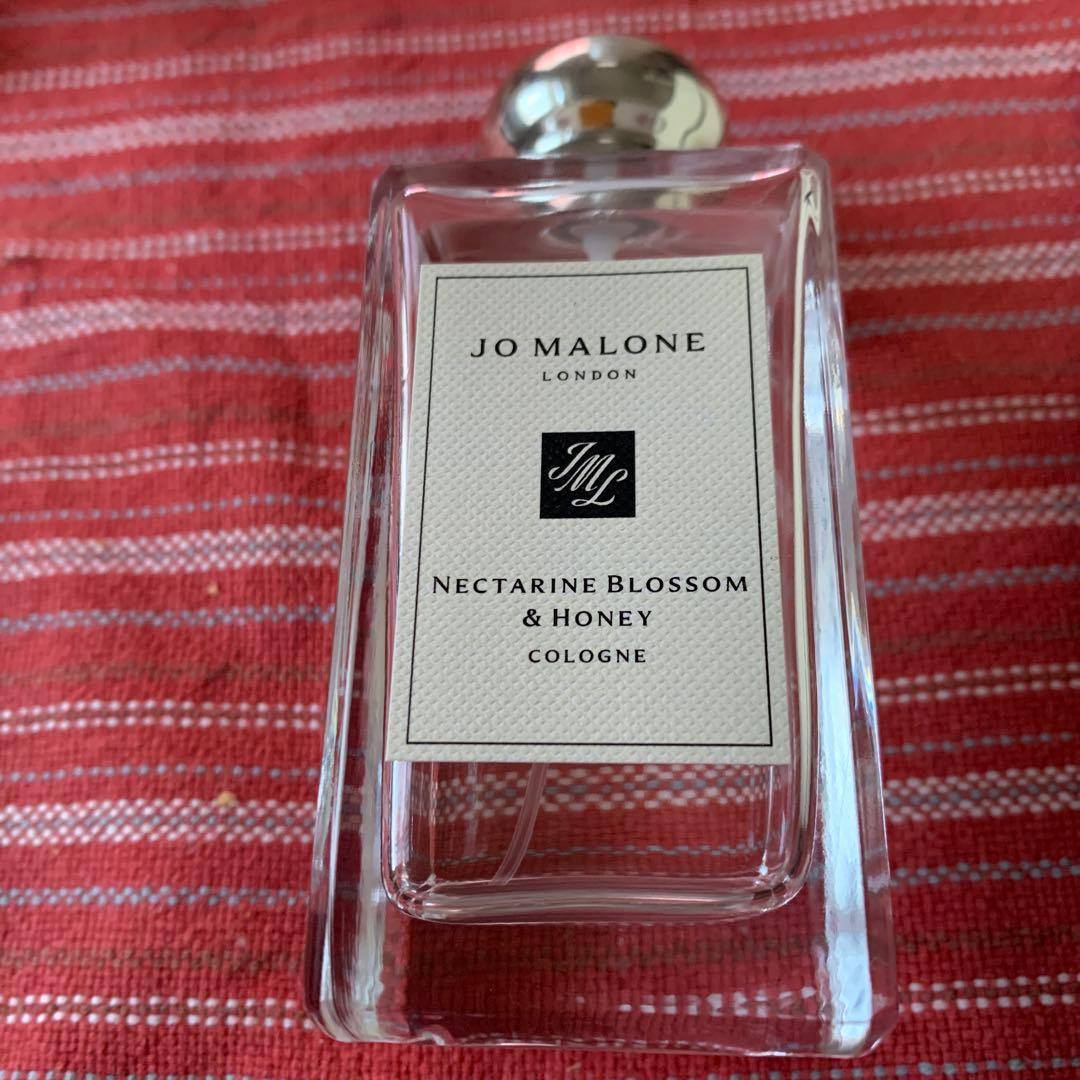 JO MALONE
LONDON
JML
NECTARINE BLOSSOM
& HONEY
COLOGNE